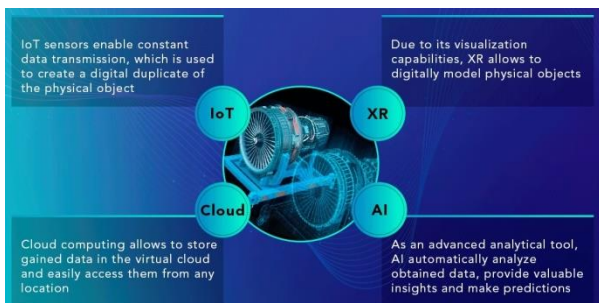 IoT sensors enable constant
data transmission, which is used
to create a digital duplicate of
the physical object
Due to its visualization
capabilities, XR allows to
digitally model physical objects
IoT
XR
Cloud
AI
Cloud computing allows to store
gained data in the virtual cloud
and easily access them from any
location
As an advanced analytical tool,
AI automatically analyze
obtained data, provide valuable
insights and make predictions